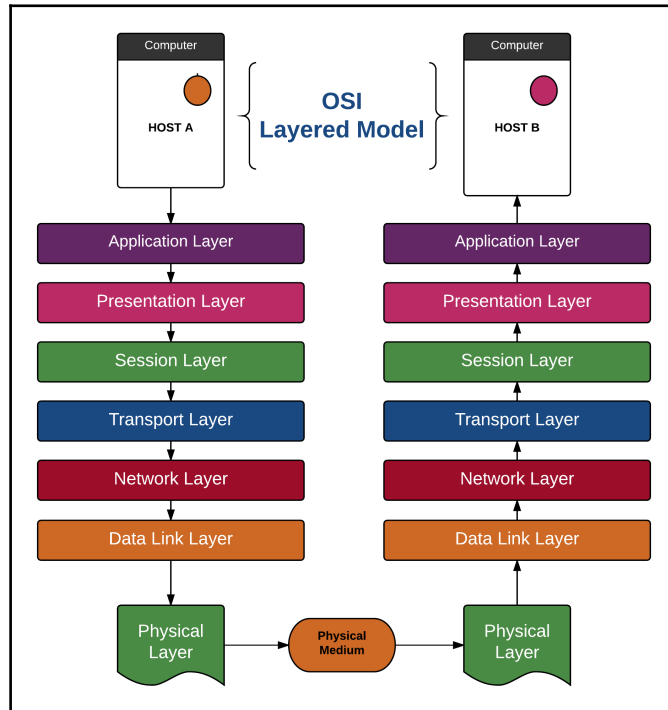 Computer
HOST A
OSI
Layered Model
Computer
HOST B
Application Layer
Presentation Layer
Session Layer
Transport Layer
Network Layer
Data Link Layer
Physical
Layer
Physical
Medium
Application Layer
Presentation Layer
Session Layer
Transport Layer
Network Layer
Data Link Layer
Physical
Layer